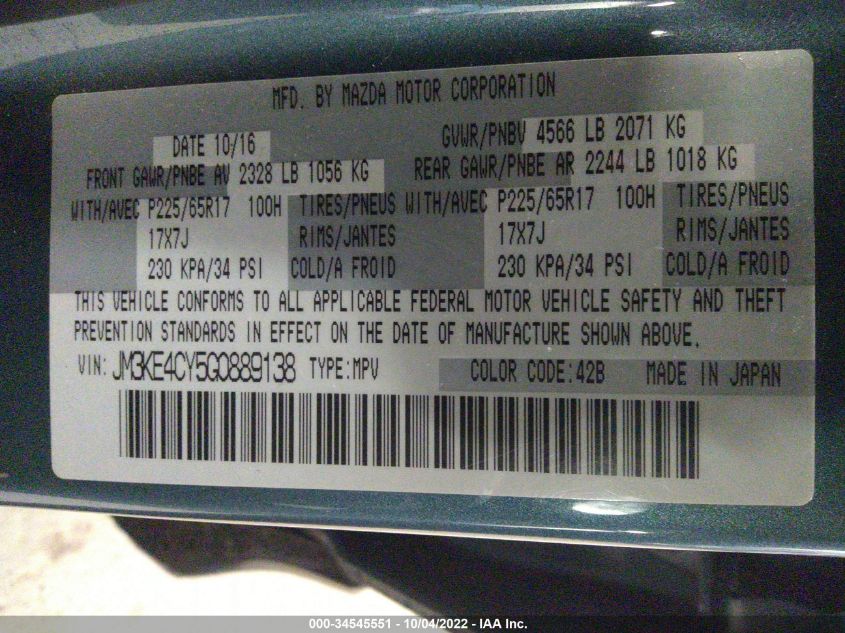 MFD. BY MAZDA MOTOR CORPORATION
DATE 10/16 GVWR/PNBV 4566 LB 2071 KG
FRONT GAWR/PNBE AV 2328 LB 1056 KG REAR GAWR/PNBE AR 2244 LB 1018 KG
WITH/AVEC P225/65R17 100H TIRES/PNEUS WITH/AVEC P225/65R17 100H TIRES/PNEUS
17X7J RIMS/JANTES 17X7J RIMS/JANTES
230 KPA/34 PSI COLD/A FROID 230 KPA/34 PSI COLD/A FROID
THIS VEHICLE CONFORMS TO ALL APPLICABLE FEDERAL MOTOR VEHICLE SAFETY AND THEFT
PREVENTION STANDARDS IN EFFECT ON THE DATE OF MANUFACTURE SHOWN ABOVE.
VIN: JM3KE4CY5G0889138 TYPE:MPV COLOR CODE:42B MADE IN JAPAN
000-34545551 - 10/04/2022 - IAA Inc.